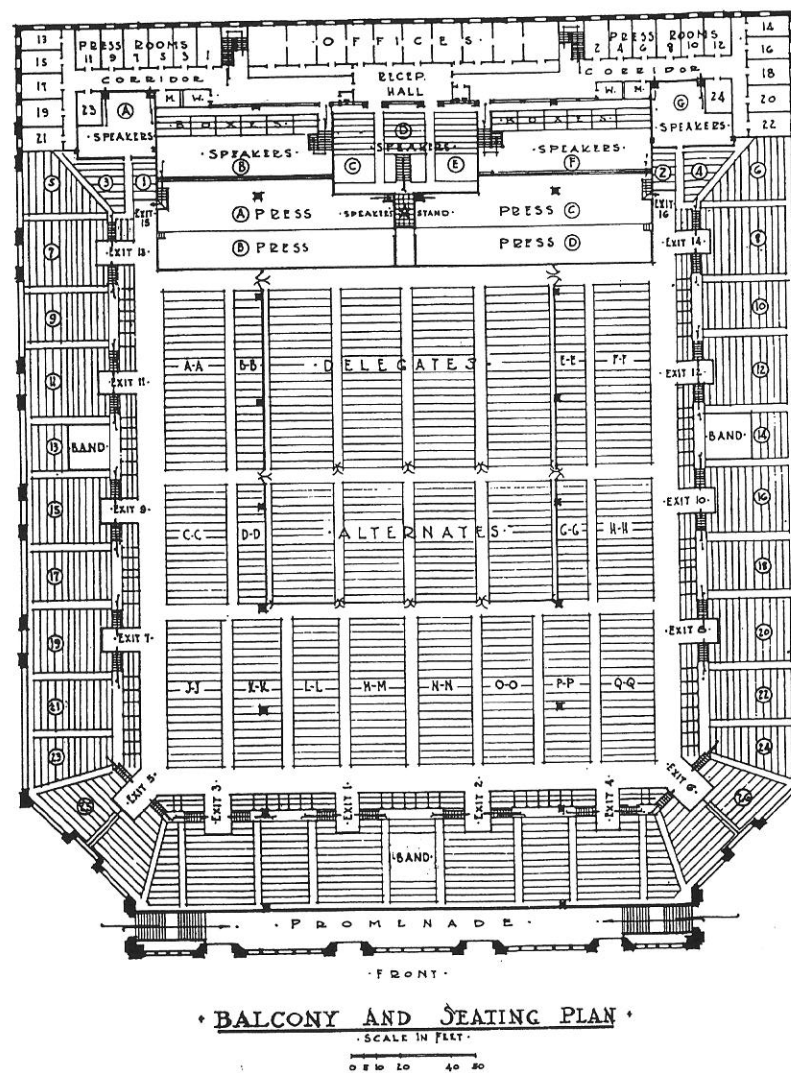 13 PRESS ROOMS OFFICES PRESS ROOMS 14
15 11 9 7 5 3 1 2 4 6 8 10 12 16
CORRIDOR RECEP. HALL CORRIDOR
17 M. W. W. M. 18
23 A G 24
19 BOXES D BOXES 20
21 SPEAKERS SPEAKERS SPEAKERS SPEAKERS SPEAKERS 22
B C E F
5 3 1 2 4 6
EXIT 15 A PRESS SPEAKERS STAND PRESS C EXIT 16
7 EXIT 13 B PRESS PRESS D EXIT 14 8
9 10
11 EXIT 11 A-A B-B DELEGATES E-E F-F EXIT 12 12
13 BAND BAND 14
15 EXIT 9 EXIT 10 16
C-C D-D ALTERNATES G-G H-H
17 18
19 EXIT 7 EXIT 8 20
21 J-J K-K L-L M-M N-N O-O P-P Q-Q 22
23 24
25 EXIT 5 EXIT 3 EXIT 1 EXIT 2 EXIT 4 EXIT 6 26
BAND
PROMENADE
·FRONT·
· BALCONY AND SEATING PLAN ·
·SCALE IN FEET·
0 5 10 20 40 50